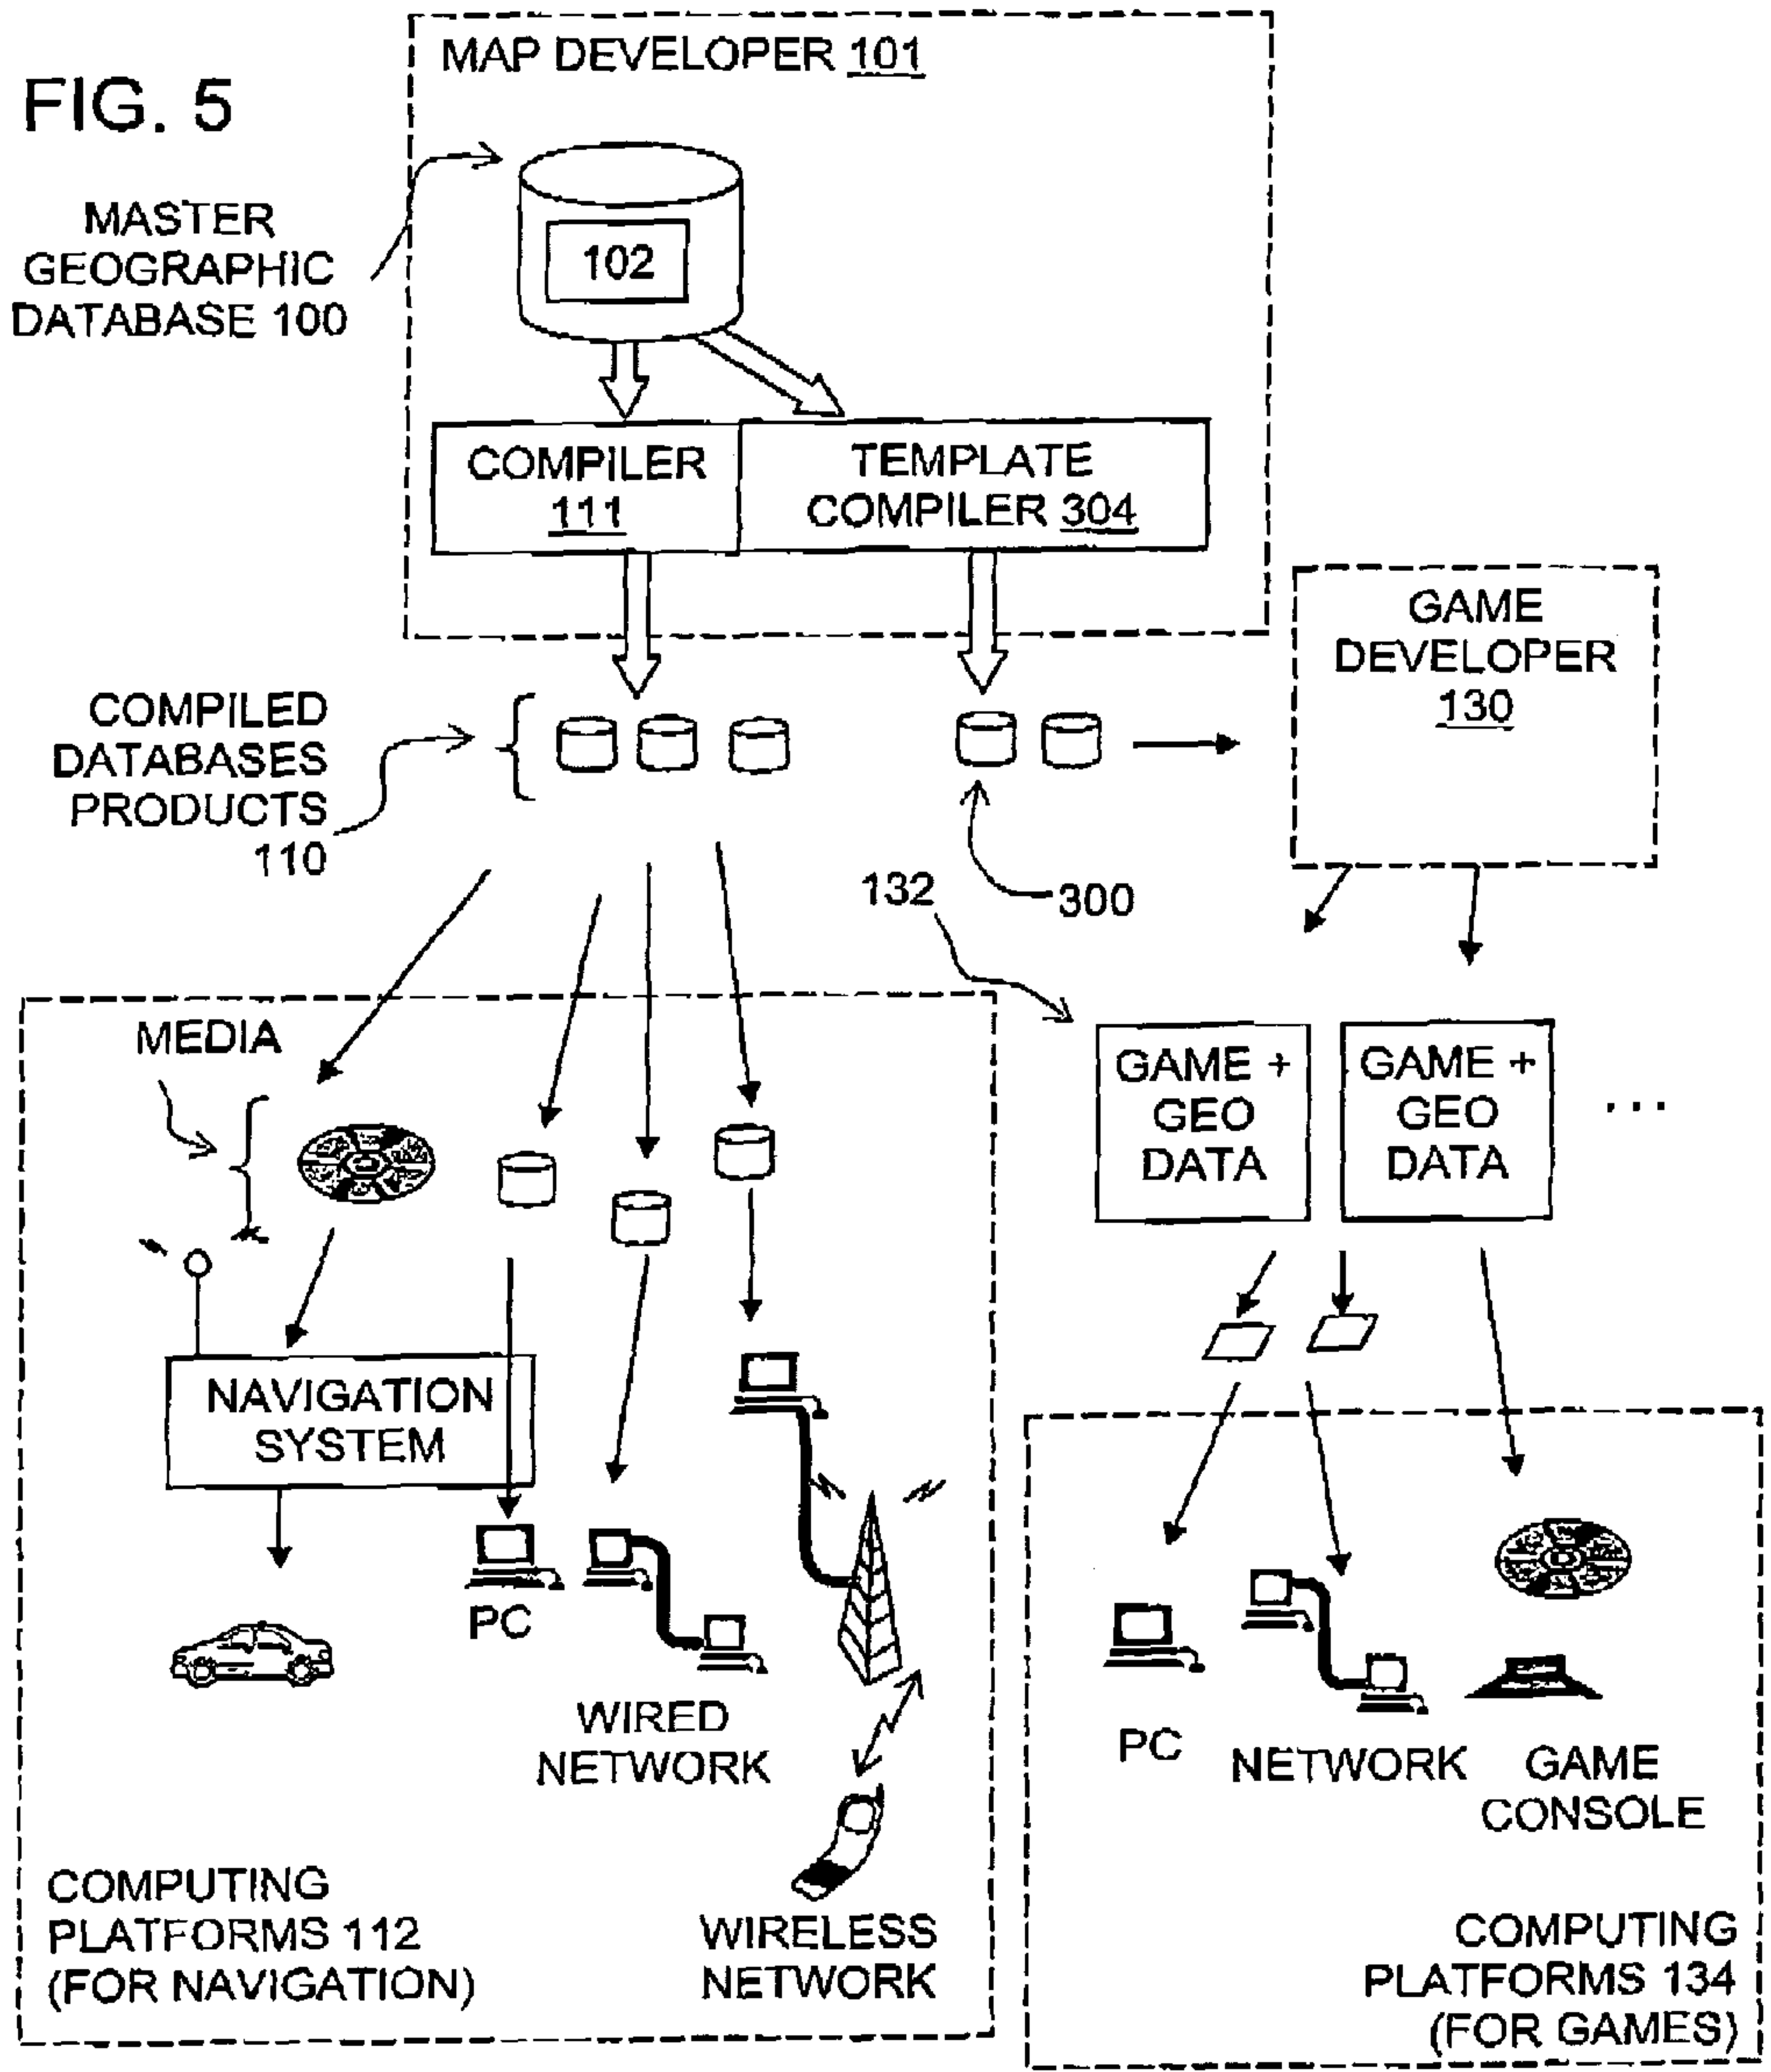 FIG. 5
MAP DEVELOPER 101
MASTER
GEOGRAPHIC
DATABASE 100
102
COMPILER
111
TEMPLATE
COMPILER 304
GAME
DEVELOPER
130
COMPILED
DATABASES
PRODUCTS
110
300
132
MEDIA
GAME +
GEO
DATA
GAME +
GEO
DATA
...
NAVIGATION
SYSTEM
PC
WIRED
NETWORK
WIRELESS
NETWORK
COMPUTING
PLATFORMS 112
(FOR NAVIGATION)
PC
NETWORK
GAME
CONSOLE
COMPUTING
PLATFORMS 134
(FOR GAMES)